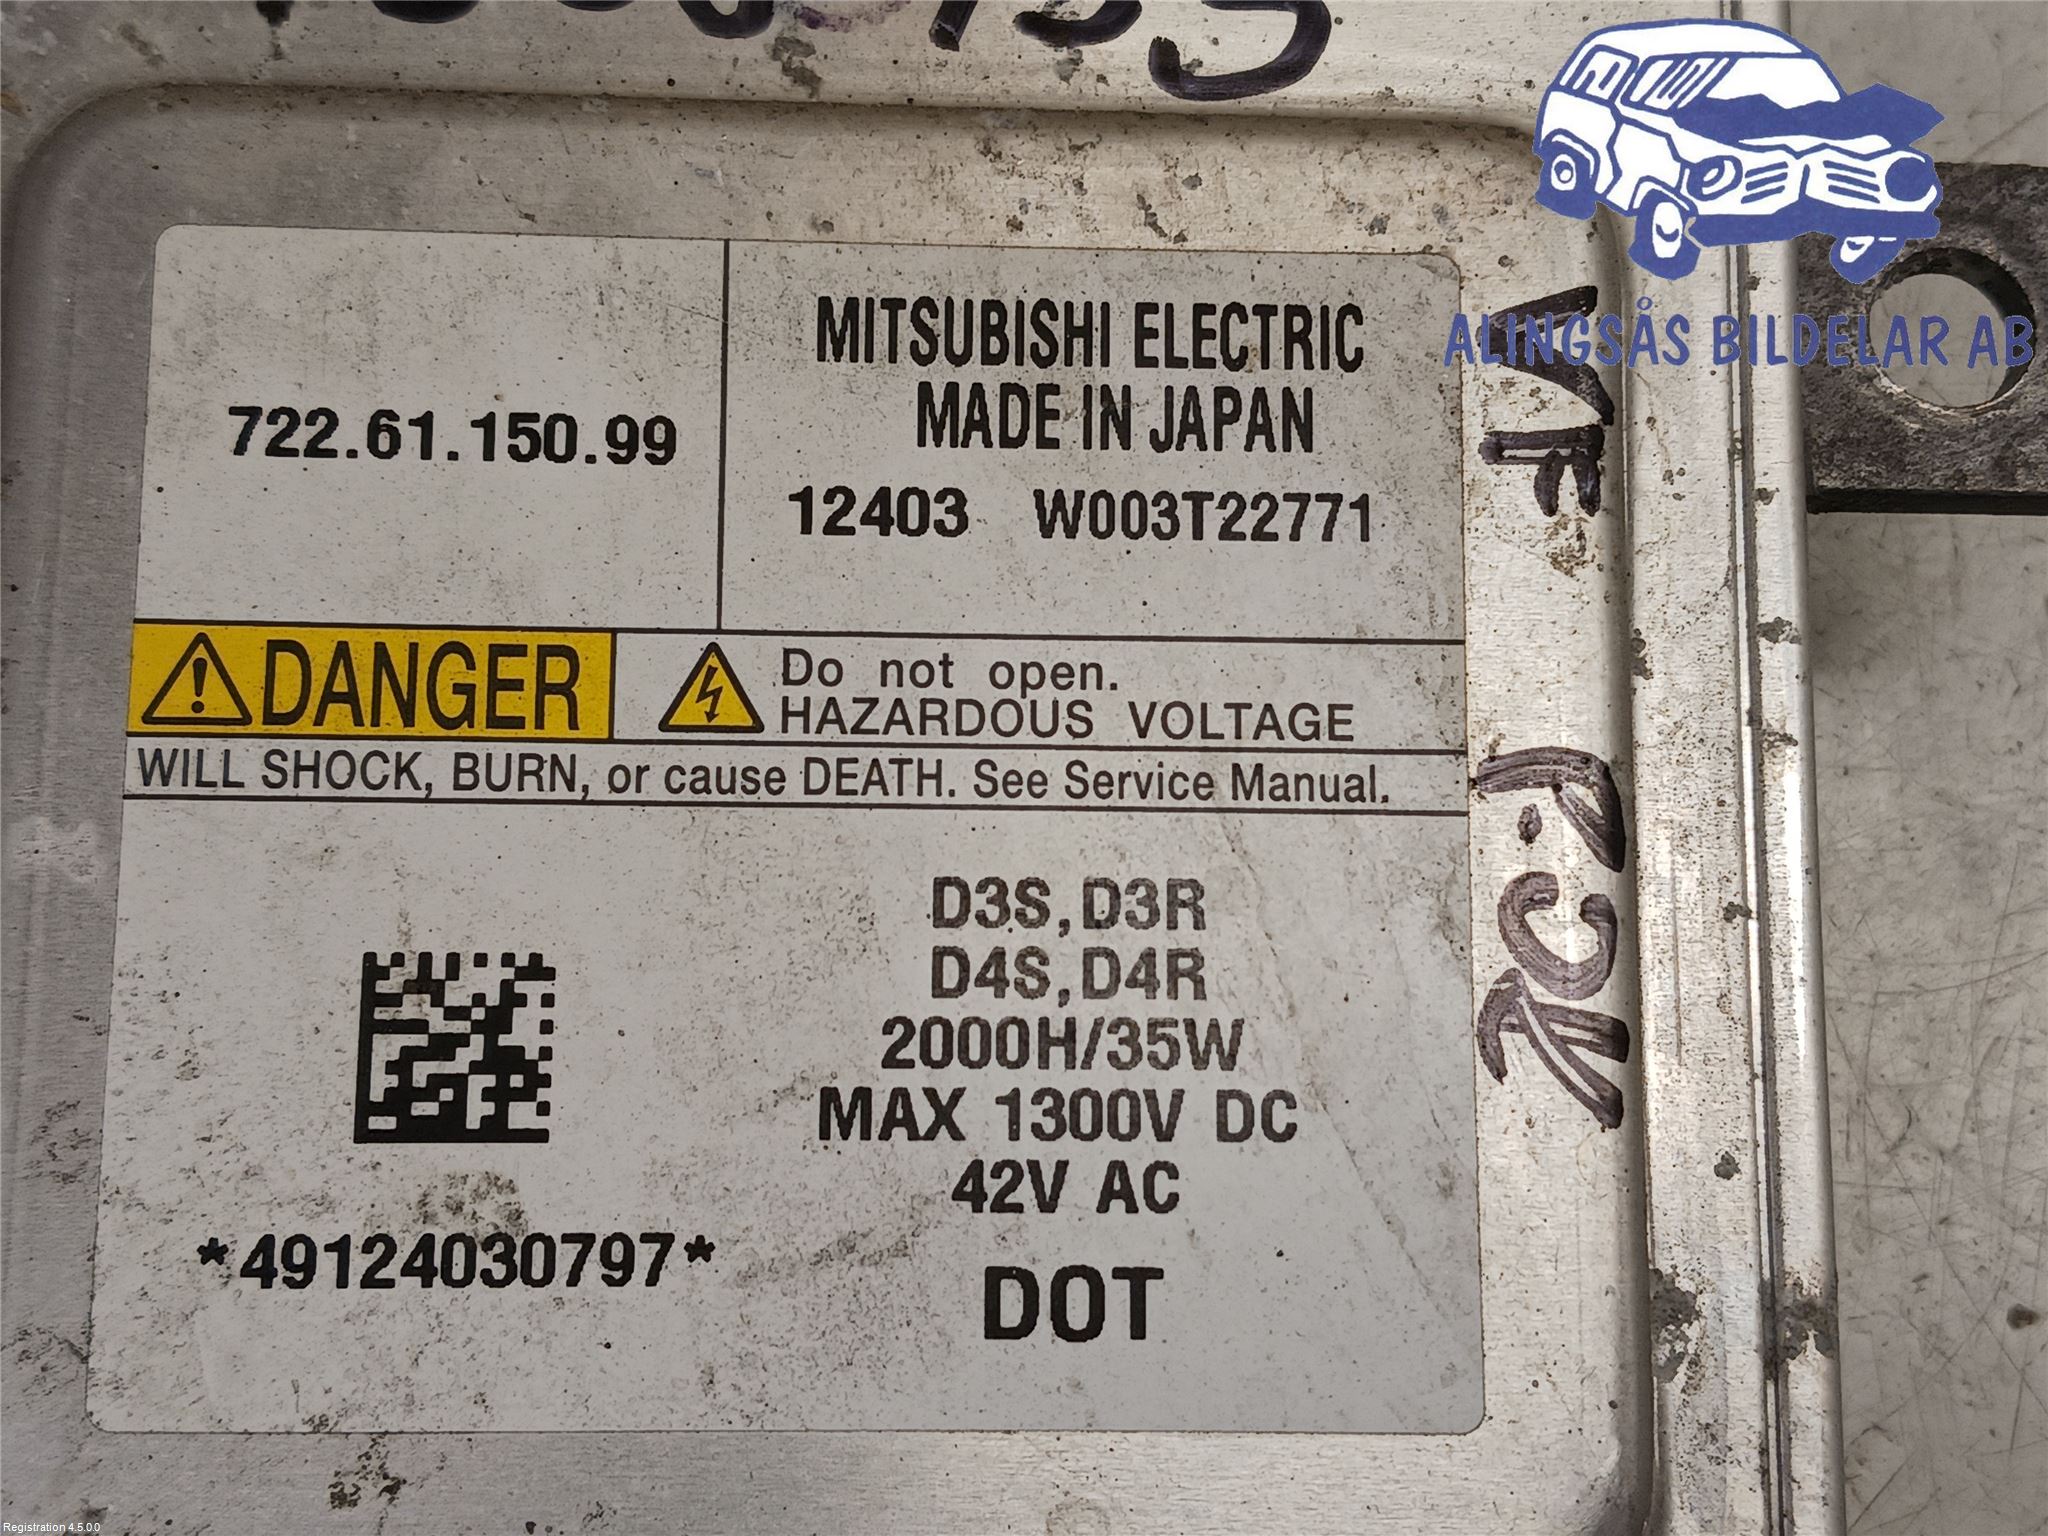 ALINGSÅS BILDELAR AB
722.61.150.99
MITSUBISHI ELECTRIC
MADE IN JAPAN
12403 W003T22771
DANGER
Do not open.
HAZARDOUS VOLTAGE
WILL SHOCK, BURN, or cause DEATH. See Service Manual.
D3S, D3R
D4S, D4R
2000H/35W
MAX 1300V DC
42V AC
DOT
*49124030797*
Registration 4.5.0.0